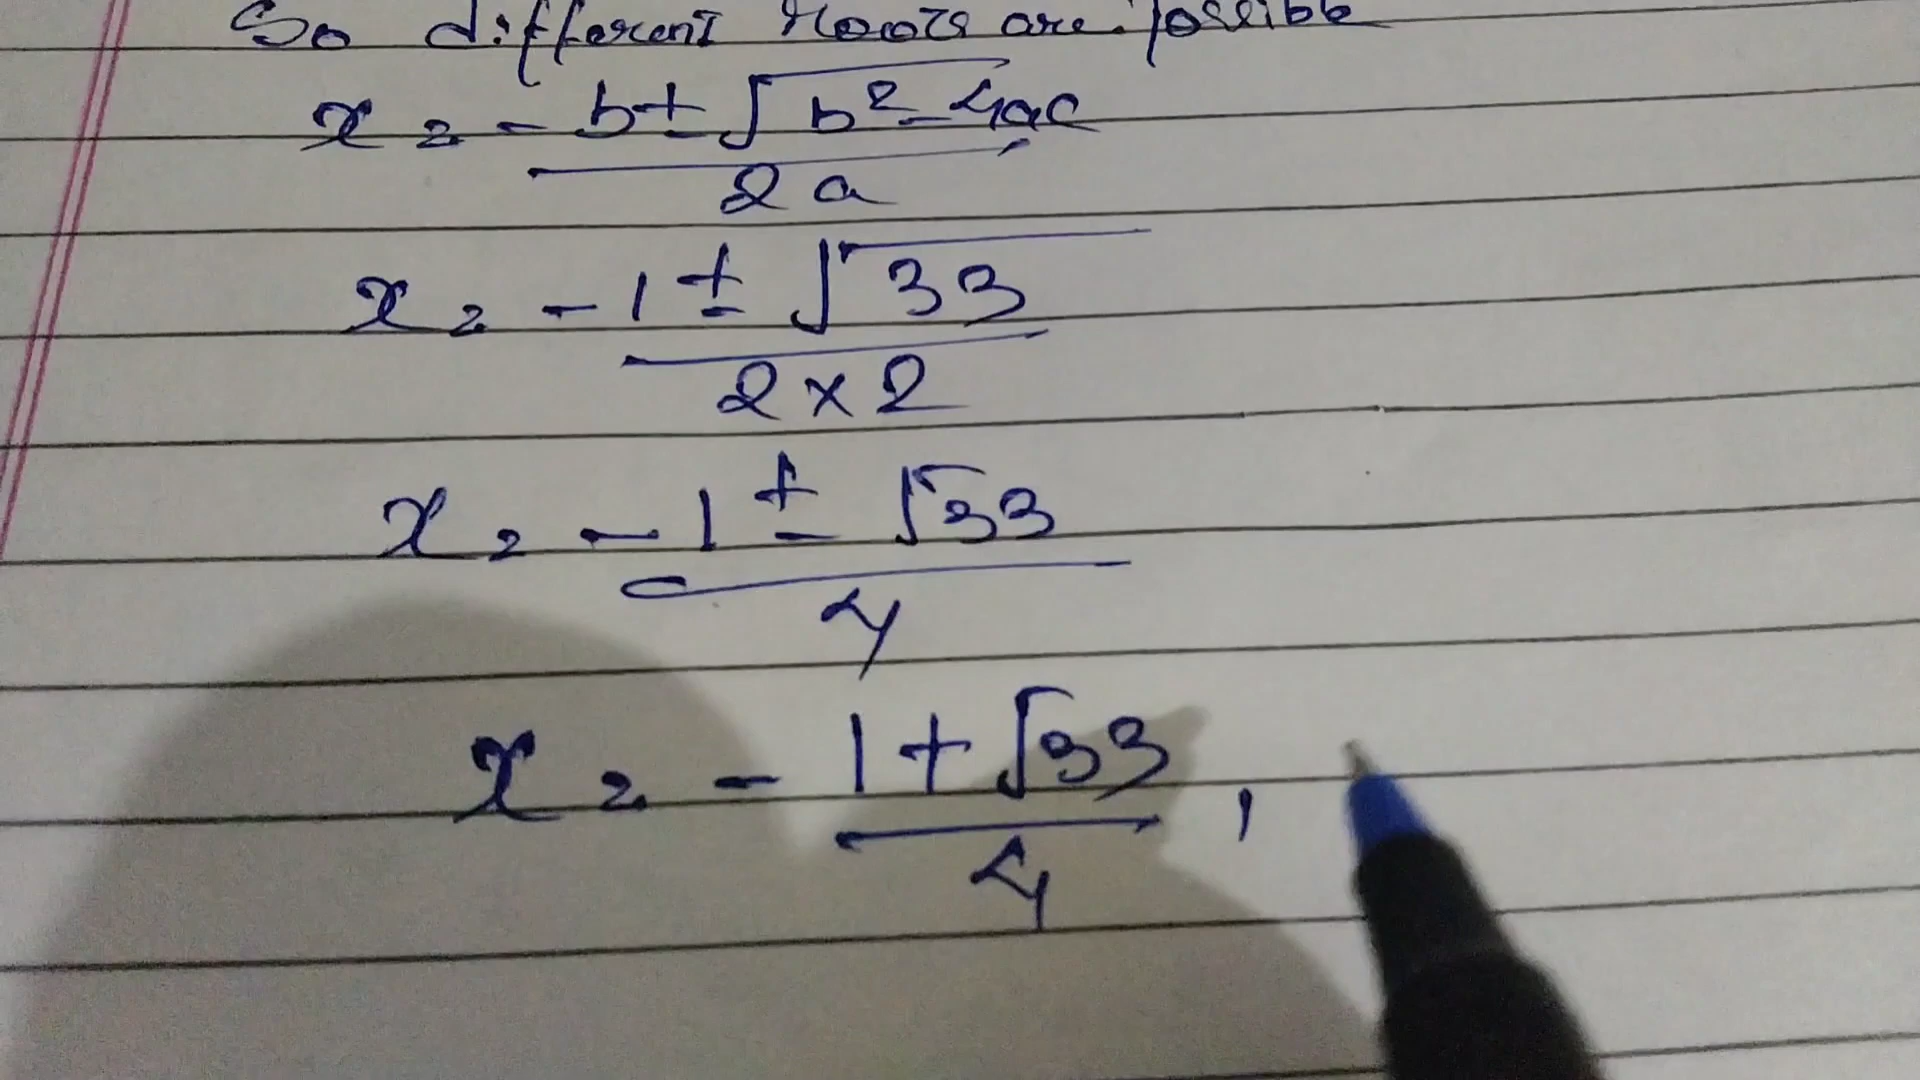 So different roots are possible
x = -b ± √b² - 4ac
2a
x = -1 ± √33
2 × 2
x = -1 ± √33
4
x = -1 + √33 ,
4